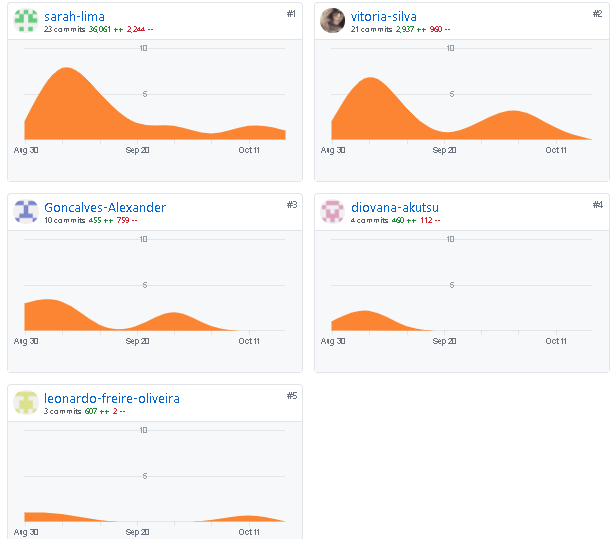 sarah-lima #1
23 commits 36,061 ++ 2,244 --
10
5
Aug 30 Sep 20 Oct 11
vitoria-silva #2
21 commits 2,937 ++ 960 --
10
5
Aug 30 Sep 20 Oct 11
Goncalves-Alexander #3
10 commits 455 ++ 759 --
10
5
Aug 30 Sep 20 Oct 11
diovana-akutsu #4
4 commits 460 ++ 112 --
10
5
Aug 30 Sep 20 Oct 11
leonardo-freire-oliveira #5
3 commits 607 ++ 2 --
10
5
Aug 30 Sep 20 Oct 11